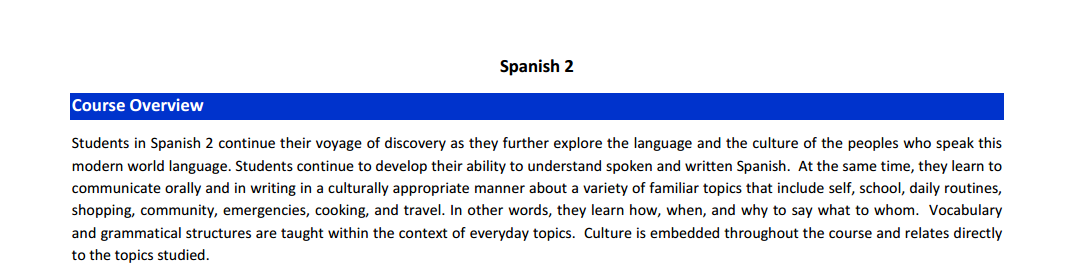 Spanish 2
Course Overview
Students in Spanish 2 continue their voyage of discovery as they further explore the language and the culture of the peoples who speak this
modern world language. Students continue to develop their ability to understand spoken and written Spanish.  At the same time, they learn to
communicate orally and in writing in a culturally appropriate manner about a variety of familiar topics that include self, school, daily routines,
shopping, community, emergencies, cooking, and travel. In other words, they learn how, when, and why to say what to whom.  Vocabulary
and grammatical structures are taught within the context of everyday topics.  Culture is embedded throughout the course and relates directly
to the topics studied.